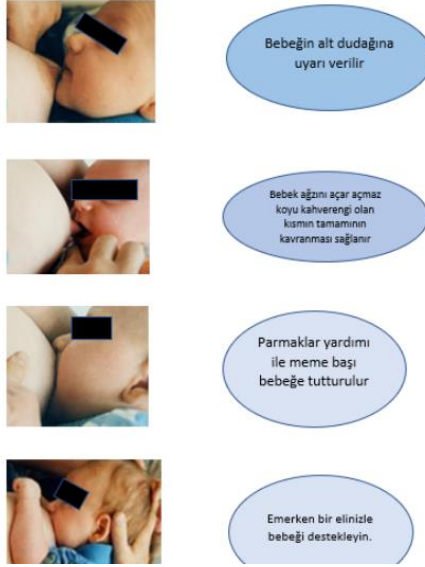 Bebeğin alt dudağına
uyarı verilir
Bebek ağzını açar açmaz
koyu kahverengi olan
kısmın tamamının
kavranması sağlanır
Parmaklar yardımı
ile meme başı
bebeğe tutturulur
Emerken bir elinizle
bebeği destekleyin.